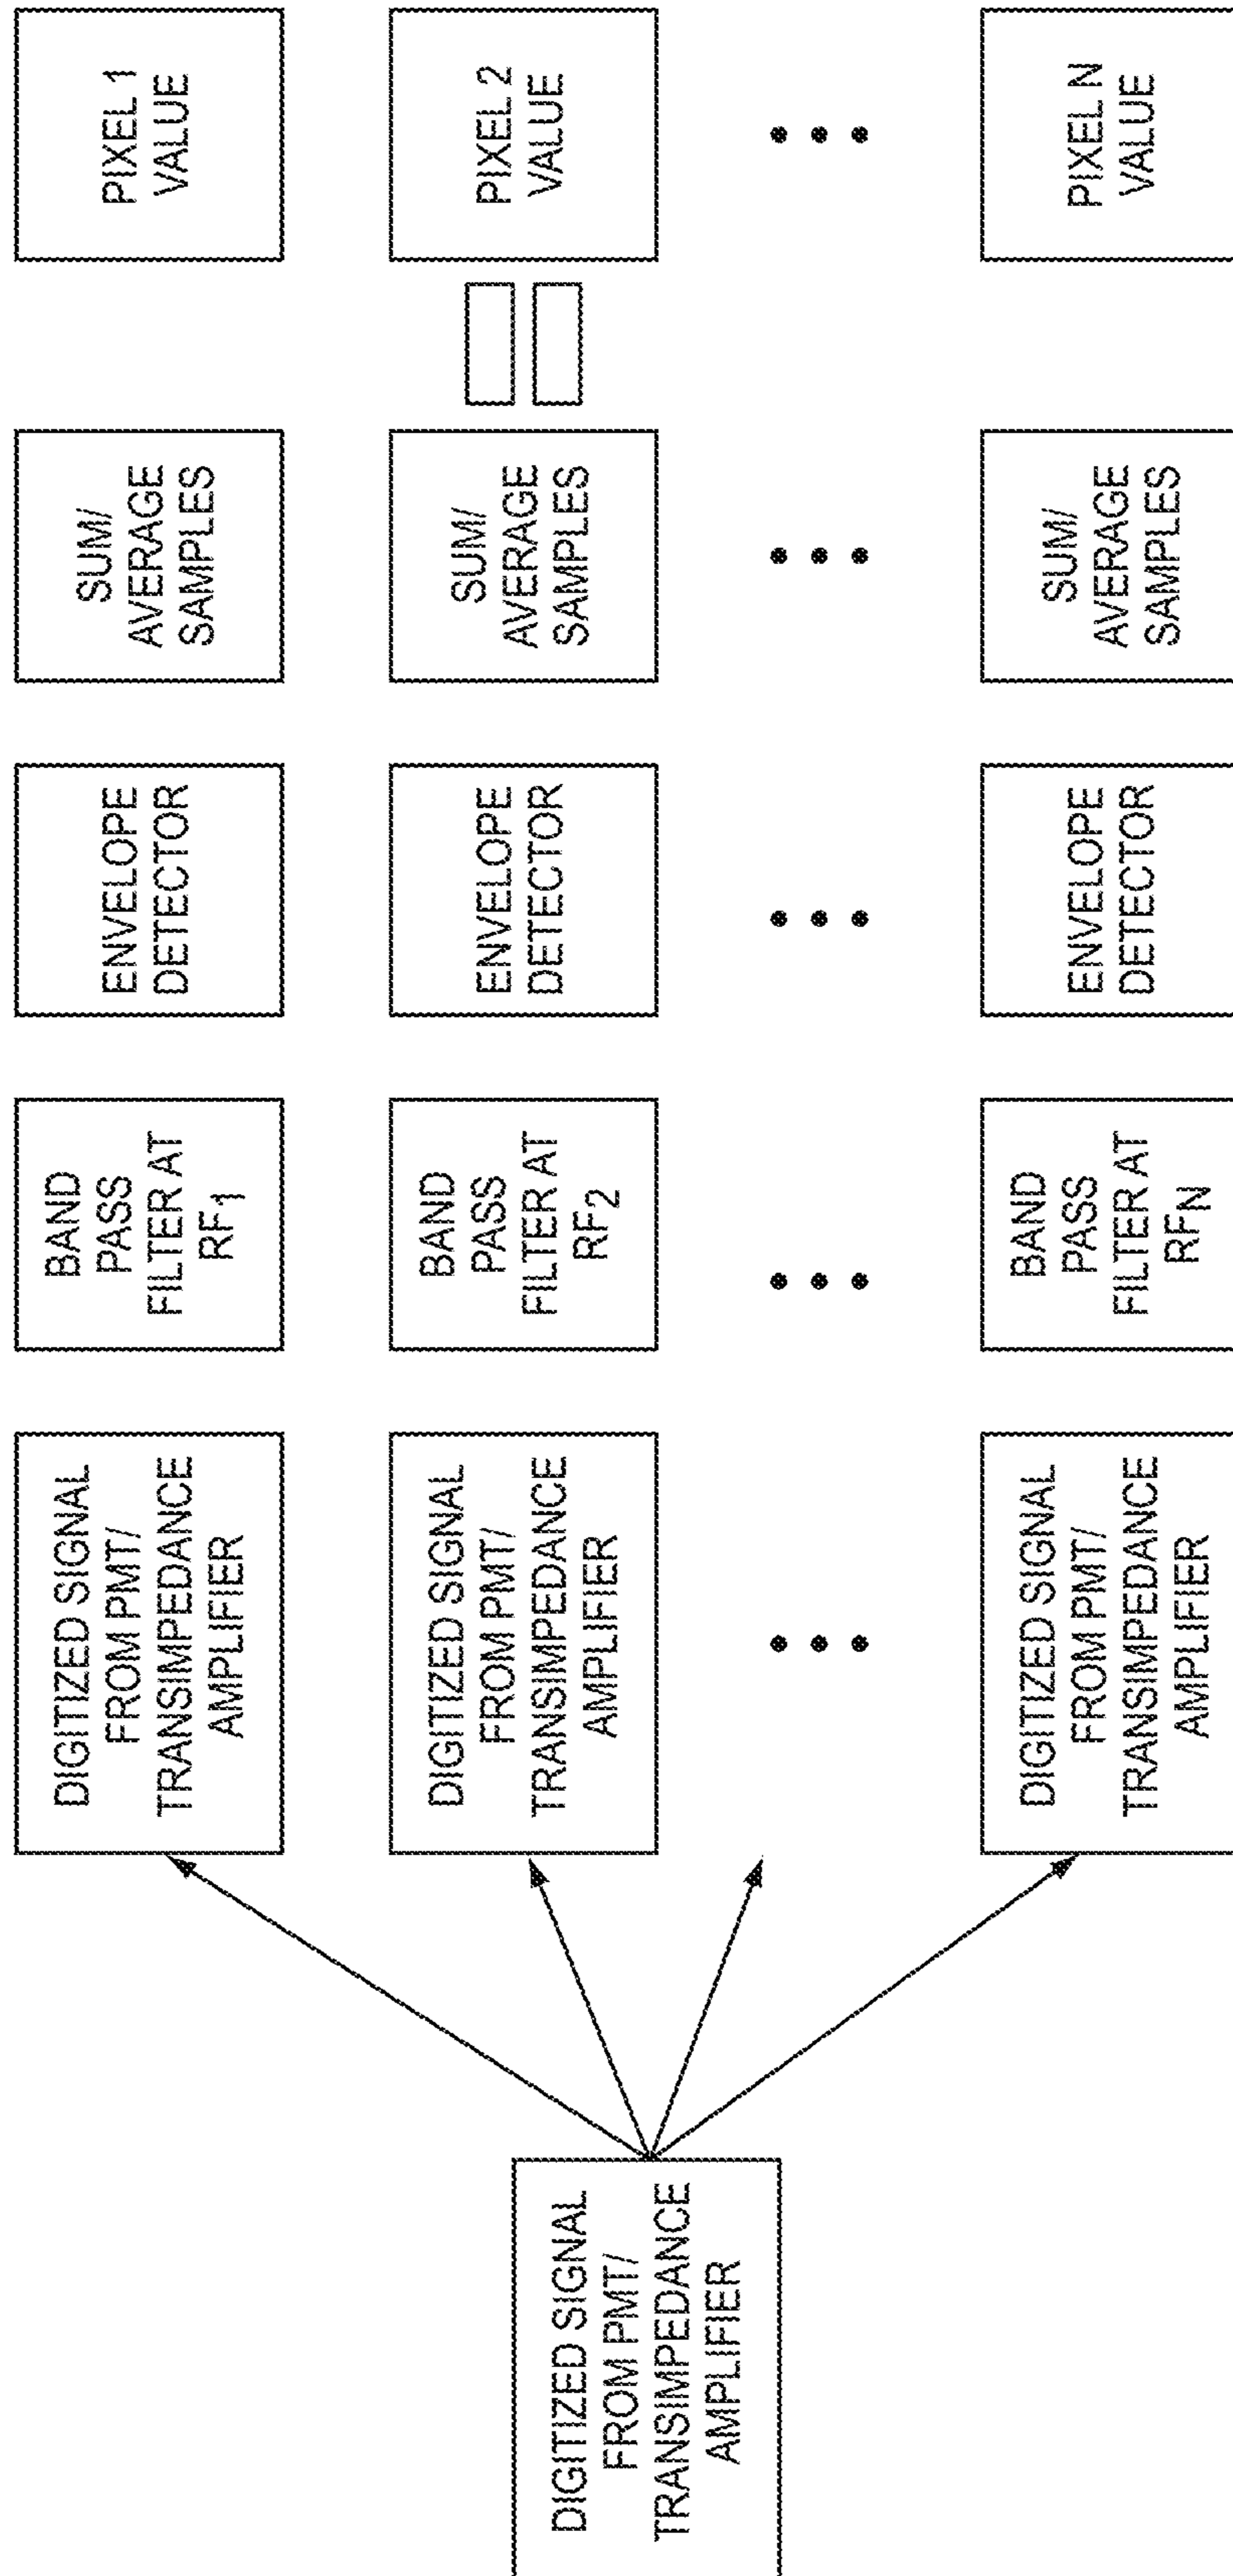 DIGITIZED SIGNAL
FROM PMT/
TRANSIMPEDANCE
AMPLIFIER
DIGITIZED SIGNAL
FROM PMT/
TRANSIMPEDANCE
AMPLIFIER
BAND
PASS
FILTER AT
RF1
ENVELOPE
DETECTOR
SUM/
AVERAGE
SAMPLES
PIXEL 1
VALUE
DIGITIZED SIGNAL
FROM PMT/
TRANSIMPEDANCE
AMPLIFIER
BAND
PASS
FILTER AT
RF2
ENVELOPE
DETECTOR
SUM/
AVERAGE
SAMPLES
PIXEL 2
VALUE
DIGITIZED SIGNAL
FROM PMT/
TRANSIMPEDANCE
AMPLIFIER
BAND
PASS
FILTER AT
RFN
ENVELOPE
DETECTOR
SUM/
AVERAGE
SAMPLES
PIXEL N
VALUE